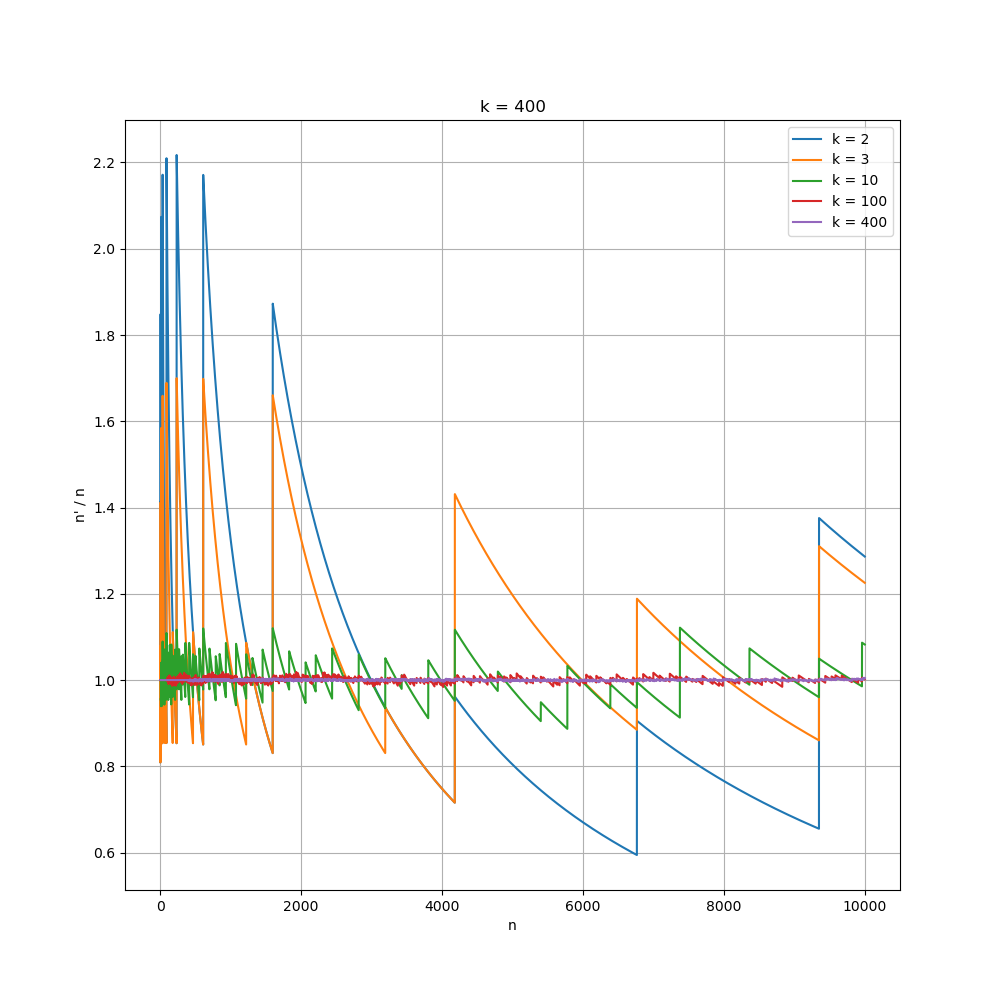 k = 400
k = 2
k = 3
k = 10
k = 100
k = 400
2.2
2.0
1.8
1.6
1.4
1.2
1.0
0.8
0.6
n' / n
0 2000 4000 6000 8000 10000
n